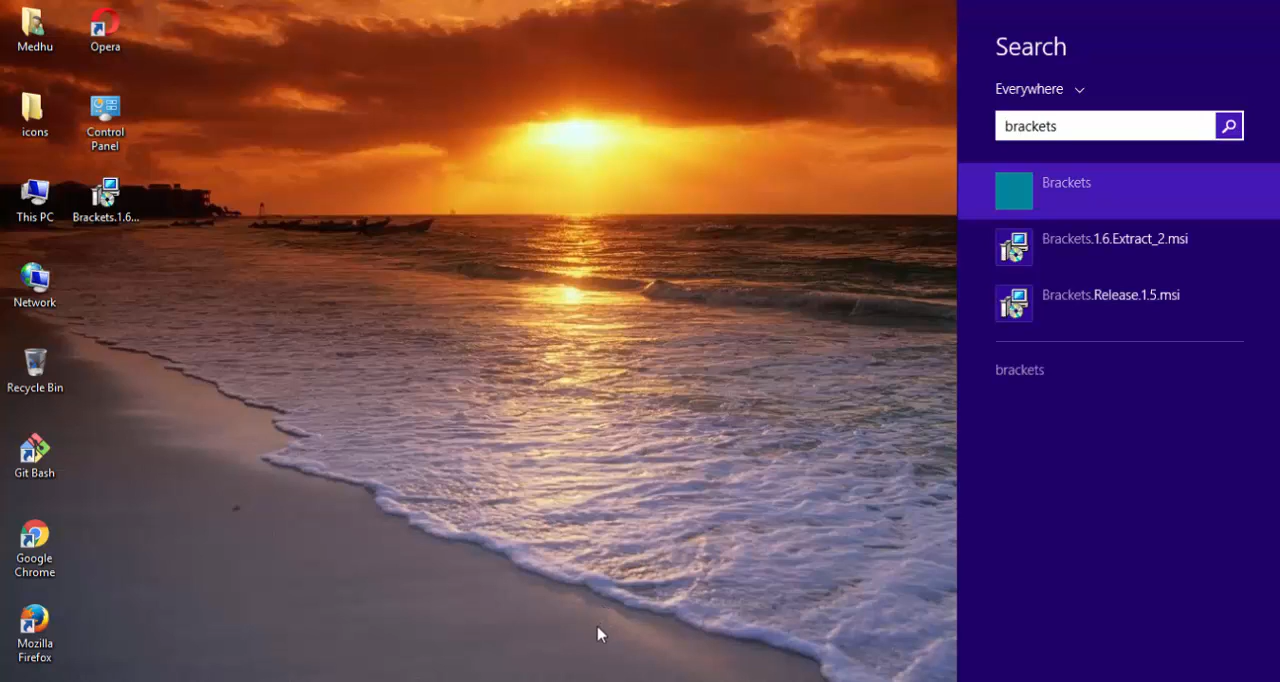 Medhu
Opera
icons
Control
Panel
This PC
Brackets.1.6...
Network
Recycle Bin
Git Bash
Google
Chrome
Mozilla
Firefox
Search
Everywhere
brackets
Brackets
Brackets.1.6.Extract_2.msi
Brackets.Release.1.5.msi
brackets